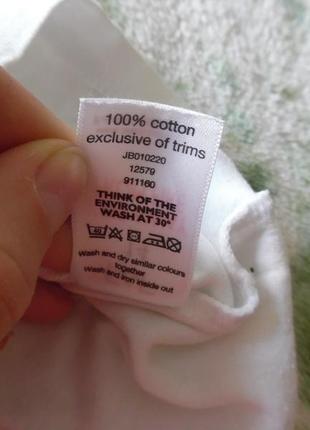 100% cotton
exclusive of trims
JB010220
12579
911160
THINK OF THE
ENVIRONMENT
WASH AT 30°
40
Wash and dry similar colours
together
Wash and iron inside out